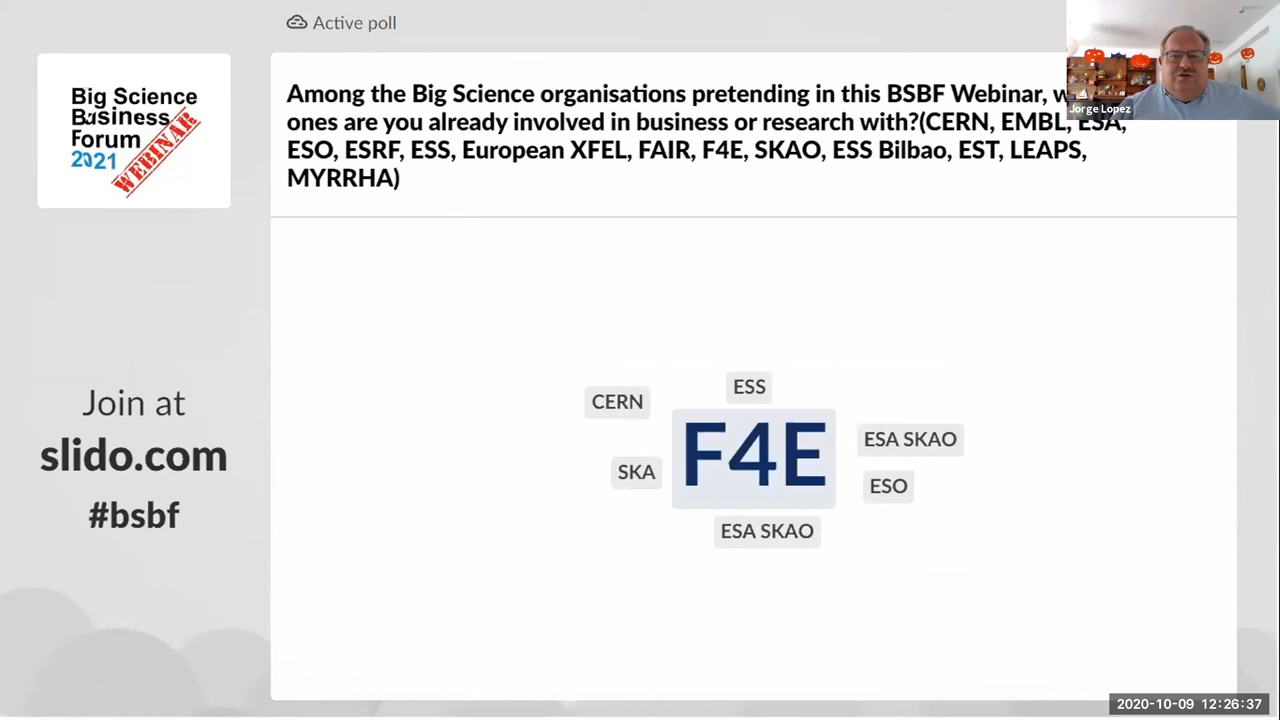 Active poll
Big Science
Business
Forum
2021
WEBINAR
Among the Big Science organisations pretending in this BSBF Webinar,
ones are you already involved in business or research with?(CERN, EMBL, ESA,
ESO, ESRF, ESS, European XFEL, FAIR, F4E, SKAO, ESS Bilbao, EST, LEAPS,
MYRRHA)
Jorge Lopez
Join at
slido.com
#bsbf
ESS
CERN
F4E
ESA SKAO
SKA
ESO
ESA SKAO
2020-10-09 12:26:37